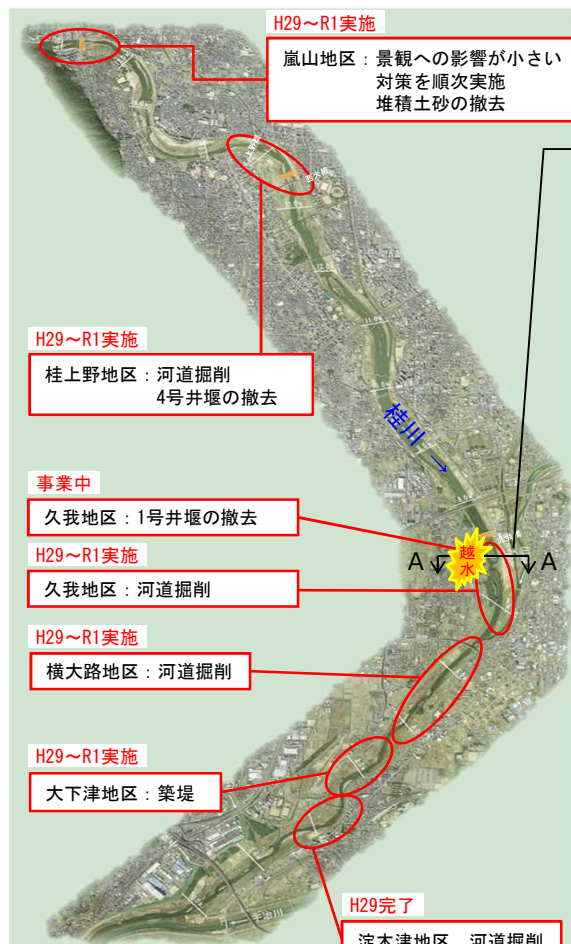 H29～R1実施
嵐山地区：景観への影響が小さい
対策を順次実施
堆積土砂の撤去
H29～R1実施
桂上野地区：河道掘削
4号井堰の撤去
桂川 →
事業中
久我地区：1号井堰の撤去
越水
A
A
H29～R1実施
久我地区：河道掘削
H29～R1実施
横大路地区：河道掘削
H29～R1実施
大下津地区：築堤
宇治川
H29完了
淀木津地区 河道掘削